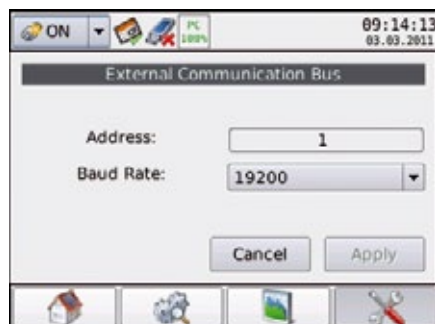 ON
PC
100%
09:14:13
03.03.2011
External Communication Bus
Address:
1
Baud Rate:
19200
Cancel
Apply